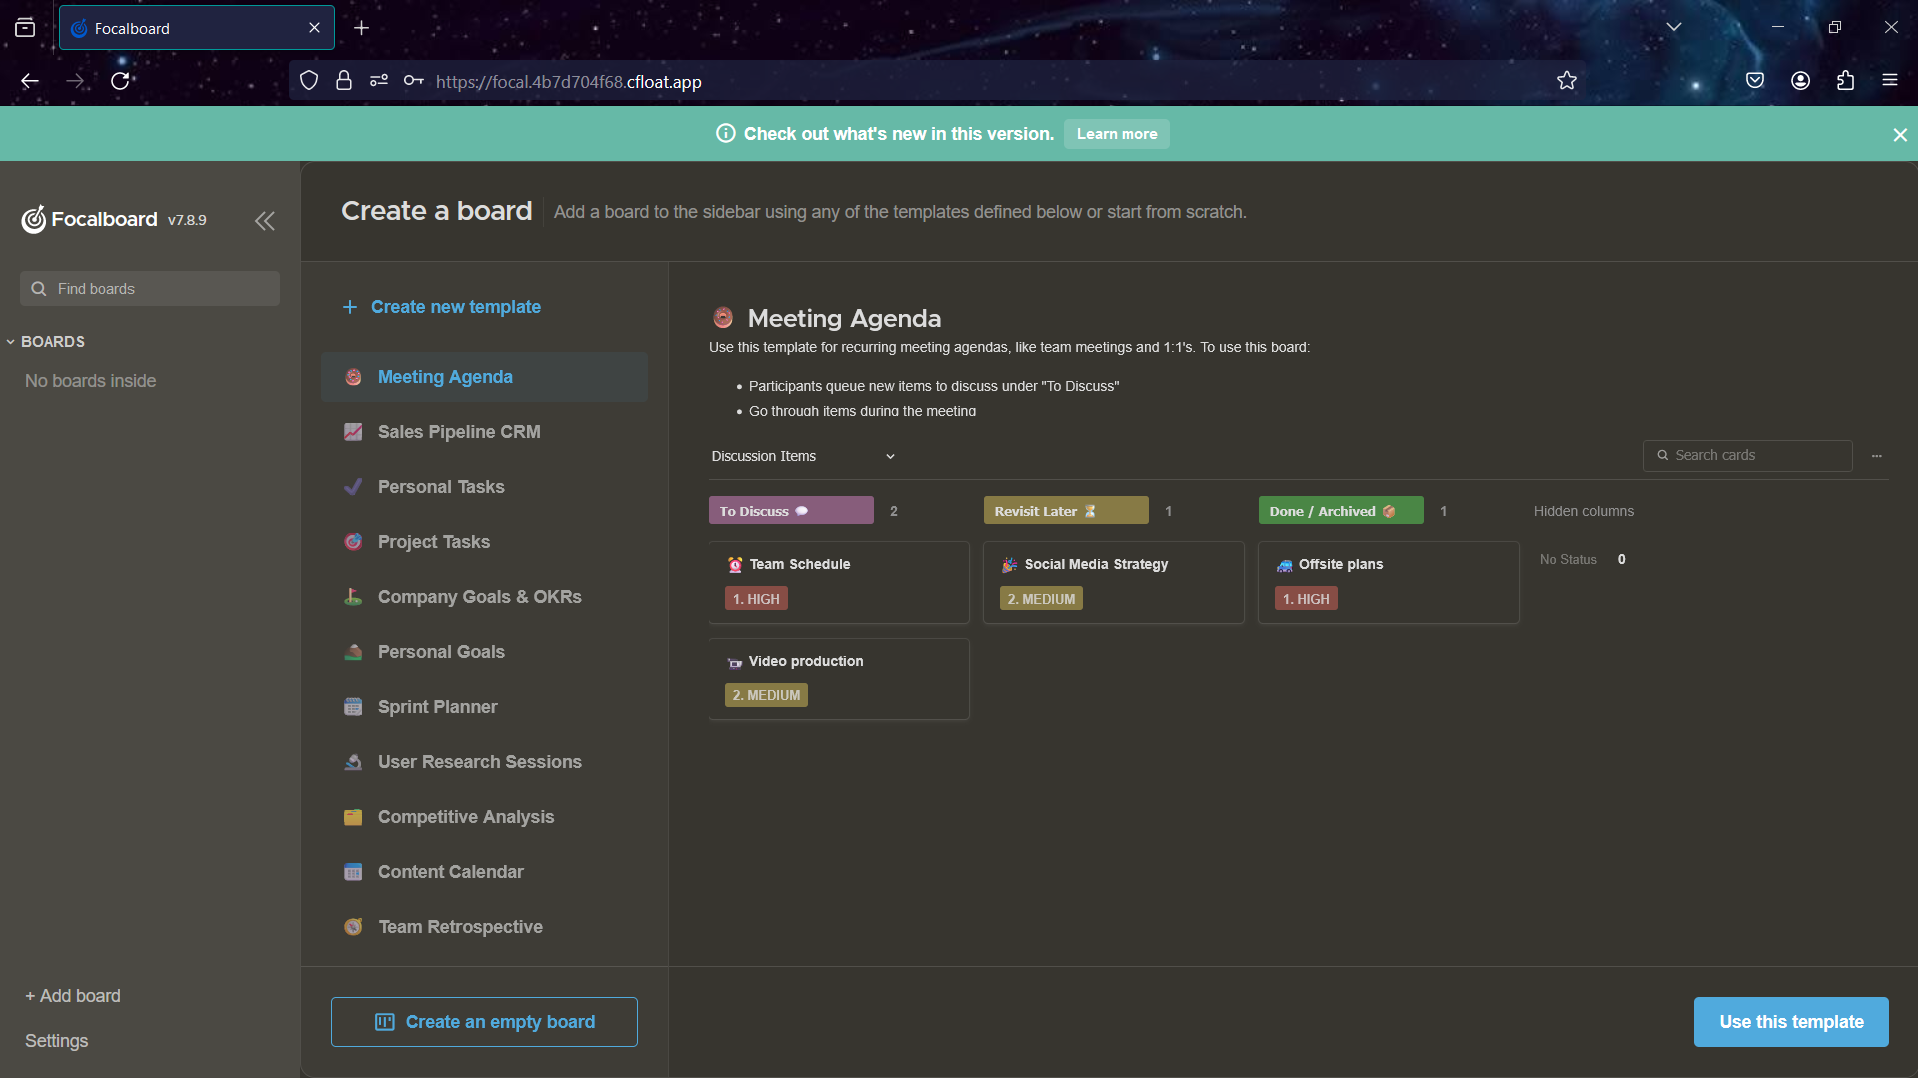 Focalboard
https://focal.4b7d704f68.cfloat.app
Check out what's new in this version. Learn more
Focalboard v7.8.9
Find boards
BOARDS
No boards inside
+ Add board
Settings
Create a board
Add a board to the sidebar using any of the templates defined below or start from scratch.
+ Create new template
Meeting Agenda
Sales Pipeline CRM
Personal Tasks
Project Tasks
Company Goals & OKRs
Personal Goals
Sprint Planner
User Research Sessions
Competitive Analysis
Content Calendar
Team Retrospective
Create an empty board
Meeting Agenda
Use this template for recurring meeting agendas, like team meetings and 1:1's. To use this board:
• Participants queue new items to discuss under "To Discuss"
• Go through items during the meeting
Discussion Items
Search cards
To Discuss 2
Revisit Later 1
Done / Archived 1
Hidden columns
Team Schedule
1. HIGH
Video production
2. MEDIUM
Social Media Strategy
2. MEDIUM
Offsite plans
1. HIGH
No Status 0
Use this template